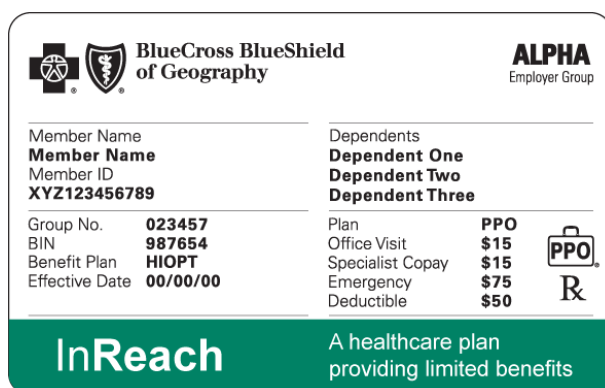 BlueCross BlueShield
of Geography
ALPHA
Employer Group
Member Name
Member Name
Member ID
XYZ123456789
Dependents
Dependent One
Dependent Two
Dependent Three
Group No. 023457
BIN 987654
Benefit Plan HIOPT
Effective Date 00/00/00
Plan PPO
Office Visit $15
Specialist Copay $15
Emergency $75
Deductible $50
PPO
Rx
InReach
A healthcare plan
providing limited benefits